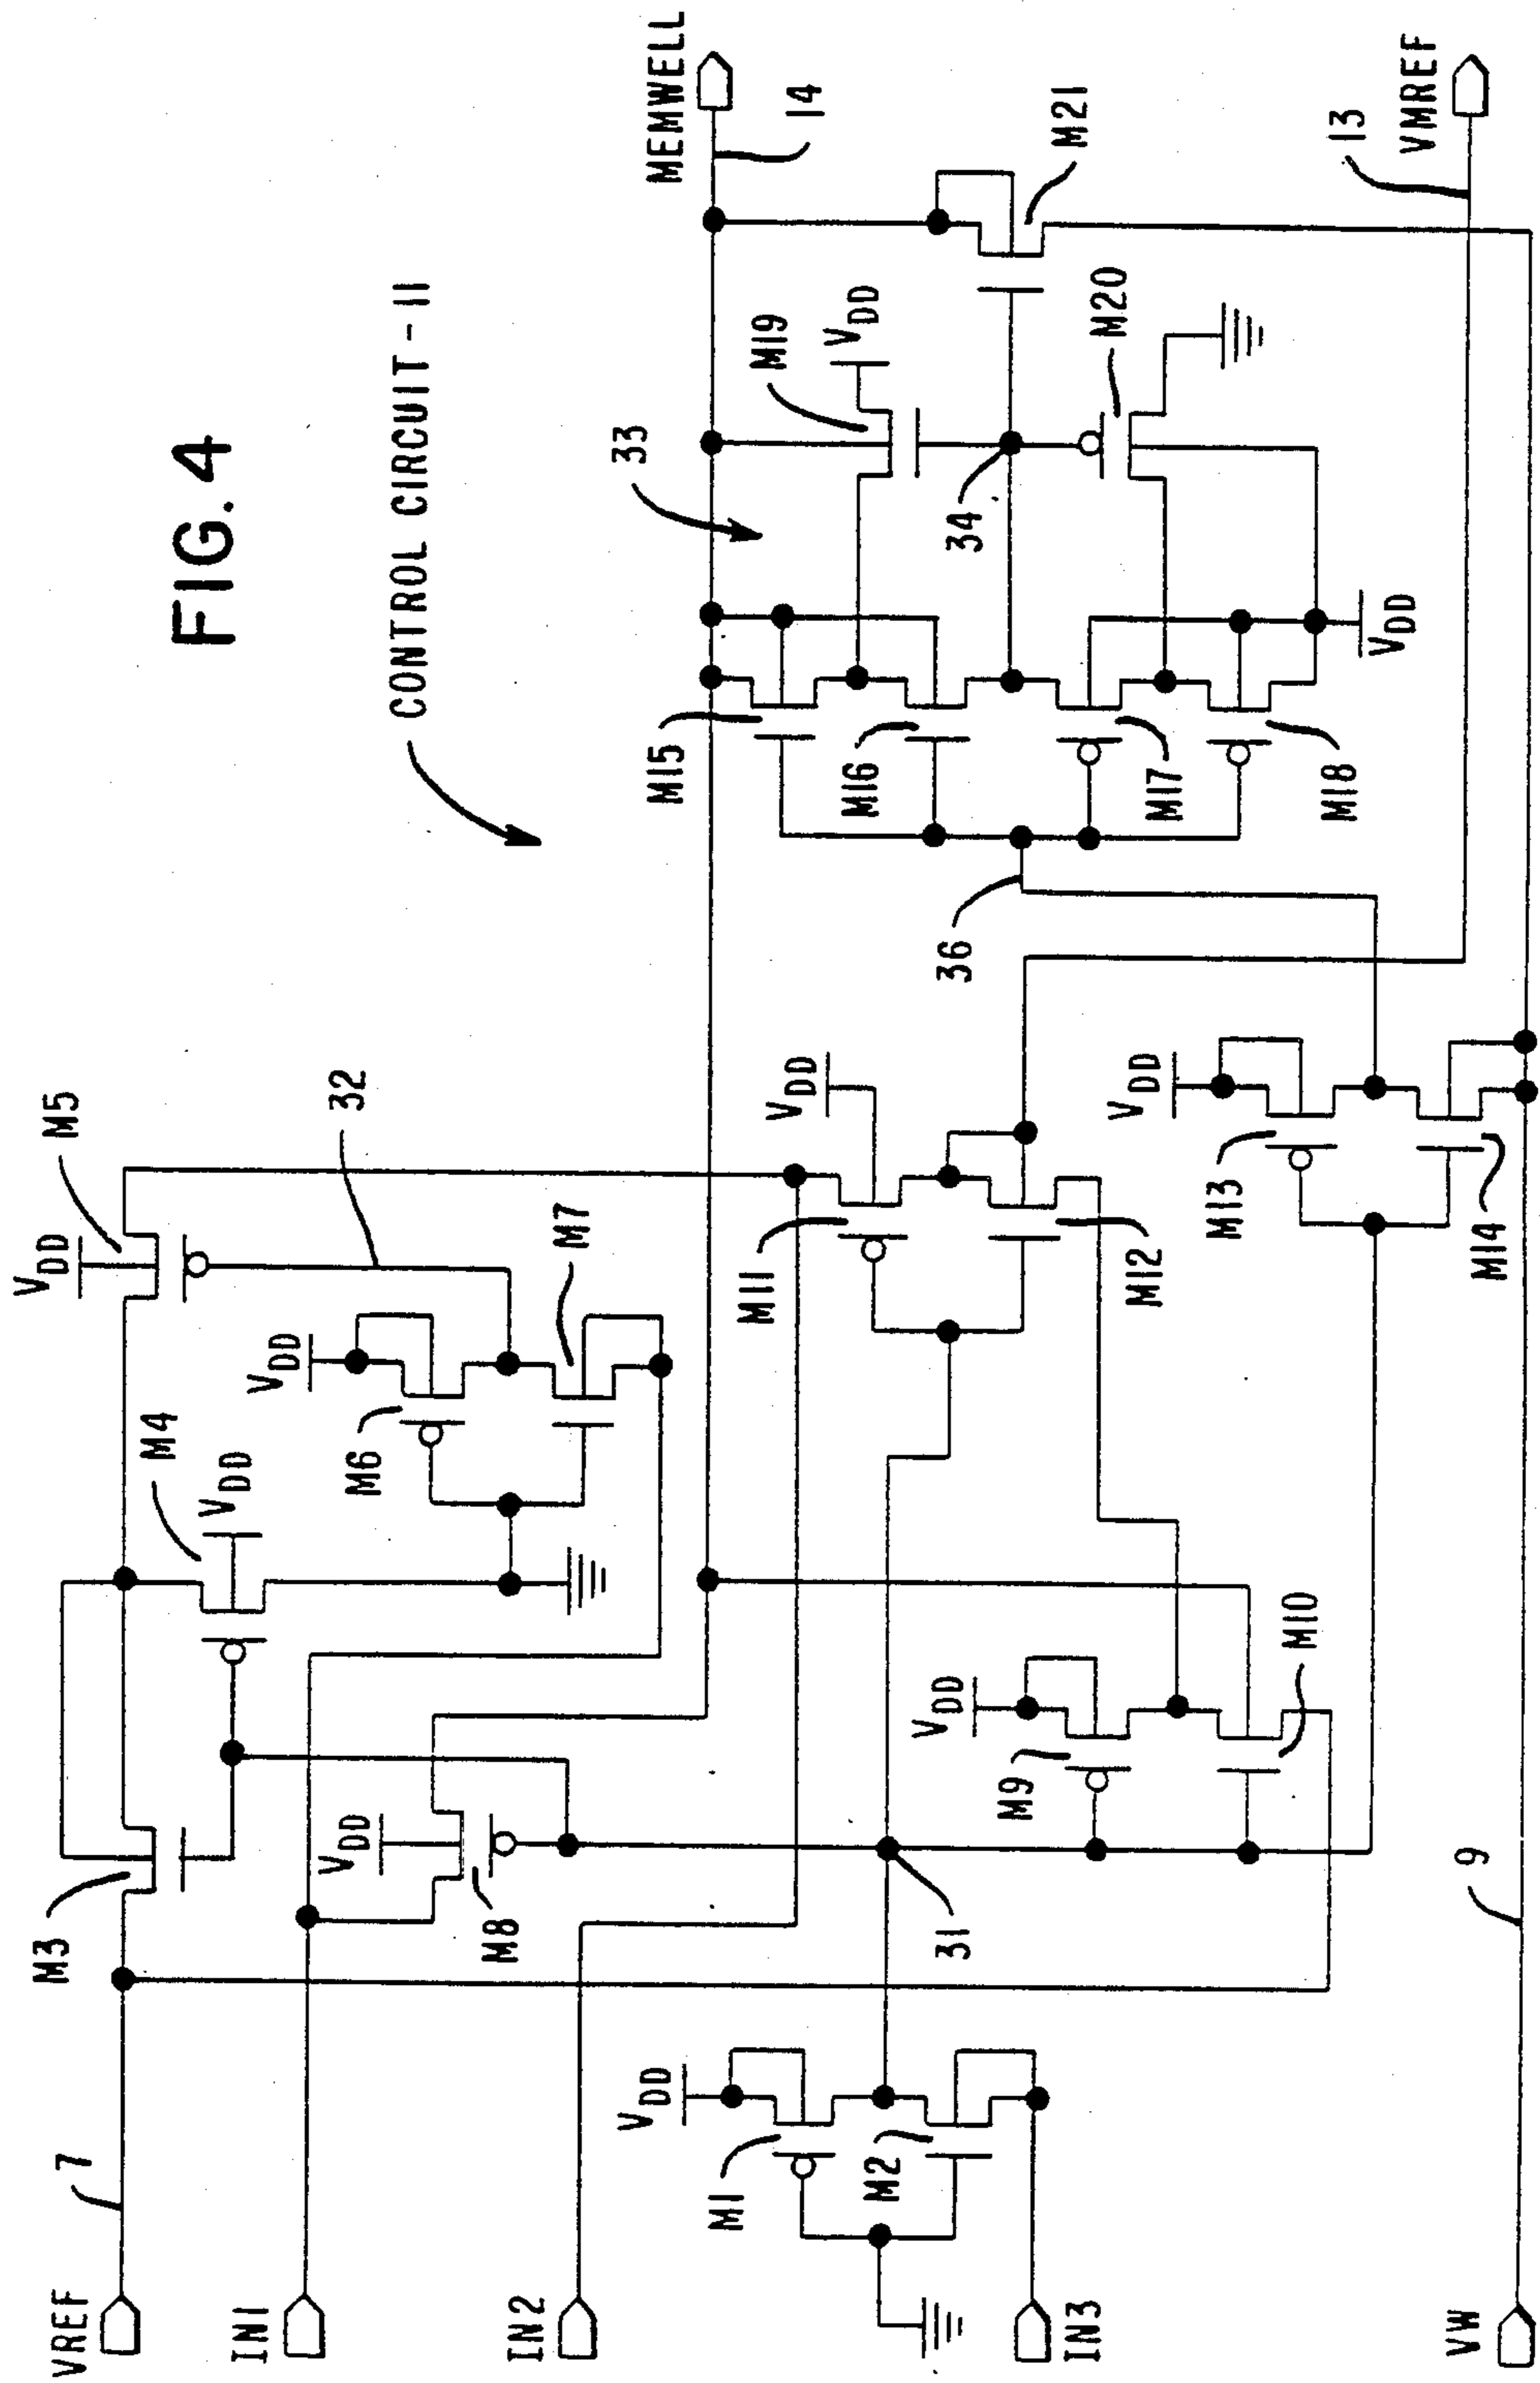 FIG. 4
CONTROL CIRCUIT-II
VREF
7
IN1
IN2
IN3
VW
9
M1
M2
VDD
M3
M4
VDD
M5
VDD
32
M6
M7
VDD
M8
VDD
31
M9
M10
VDD
M11
M12
VDD
M13
M14
VDD
36
M15
M16
M17
M18
VDD
33
34
M19
VDD
M20
M21
MEMWELL
14
13
VMREF